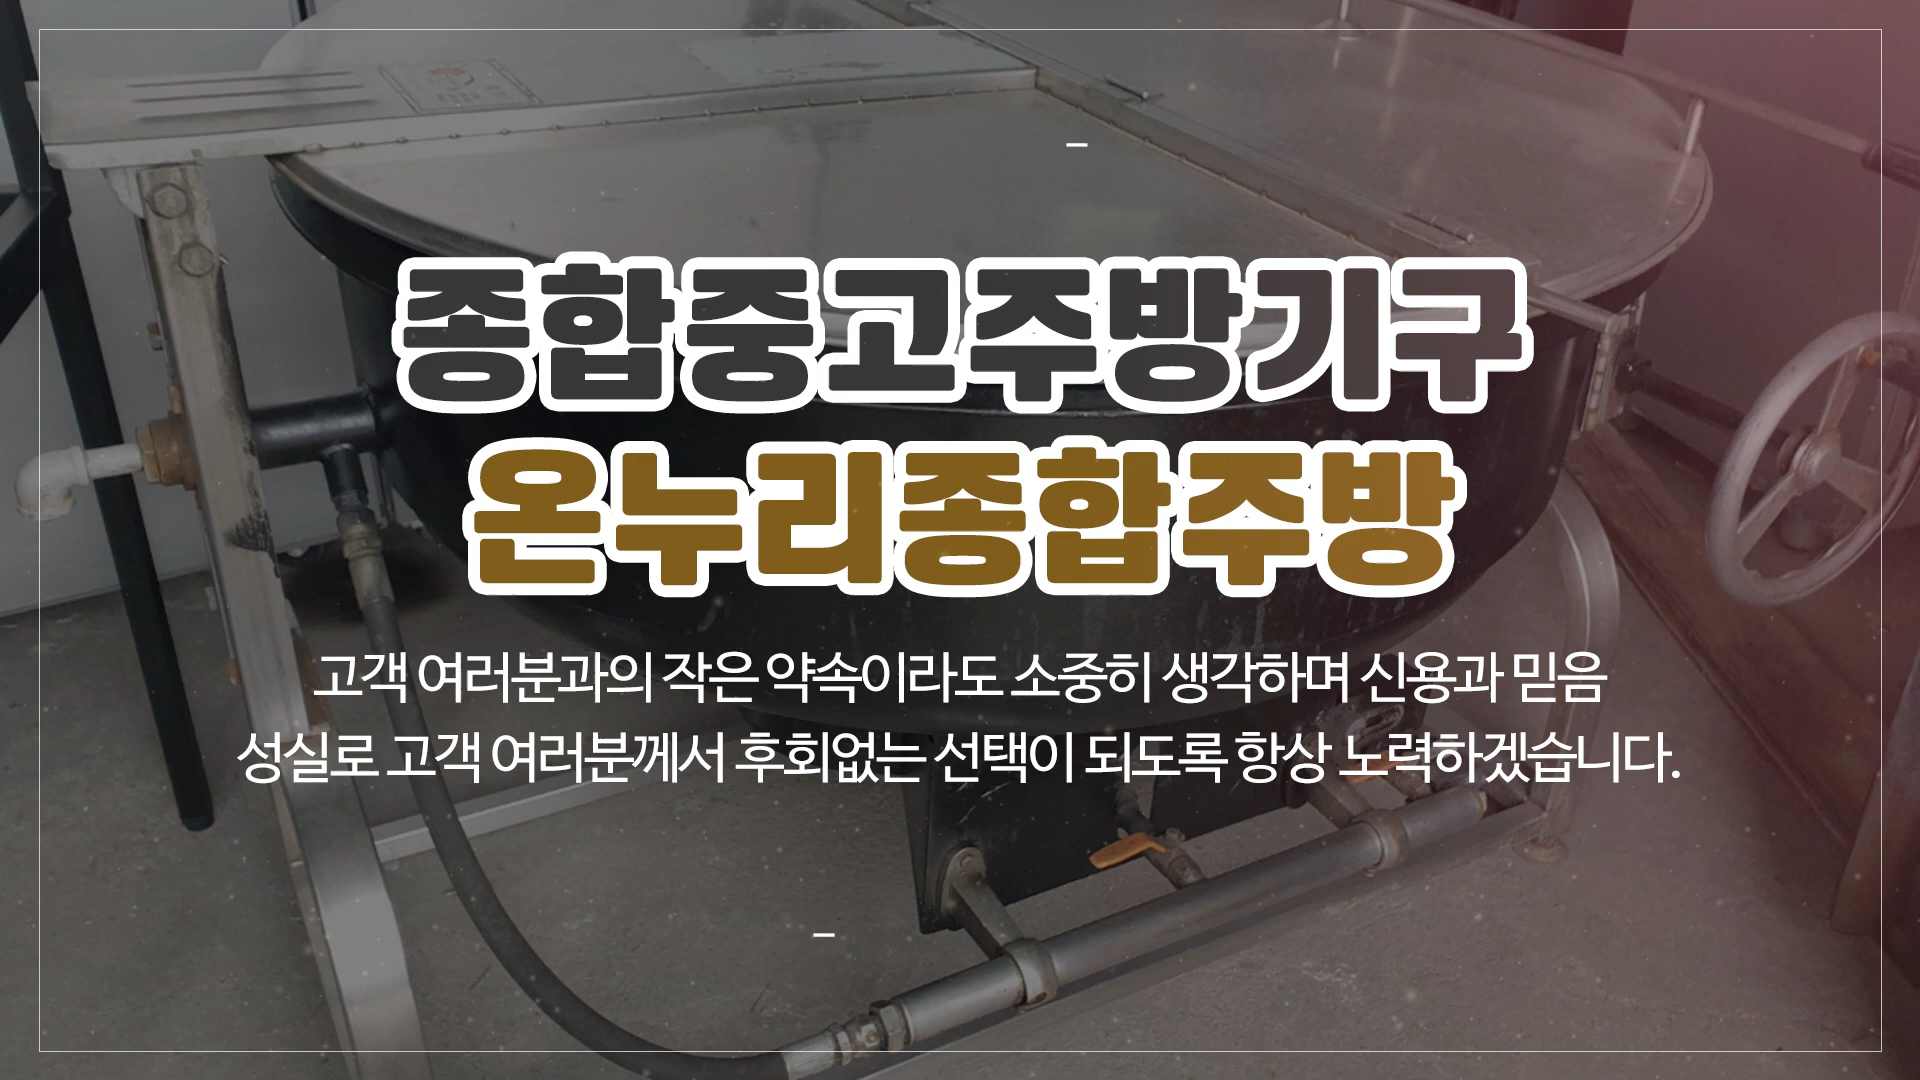 종합중고주방기구
온누리종합주방
고객 여러분과의 작은 약속이라도 소중히 생각하며 신용과 믿음
성실로 고객 여러분께서 후회없는 선택이 되도록 항상 노력하겠습니다.